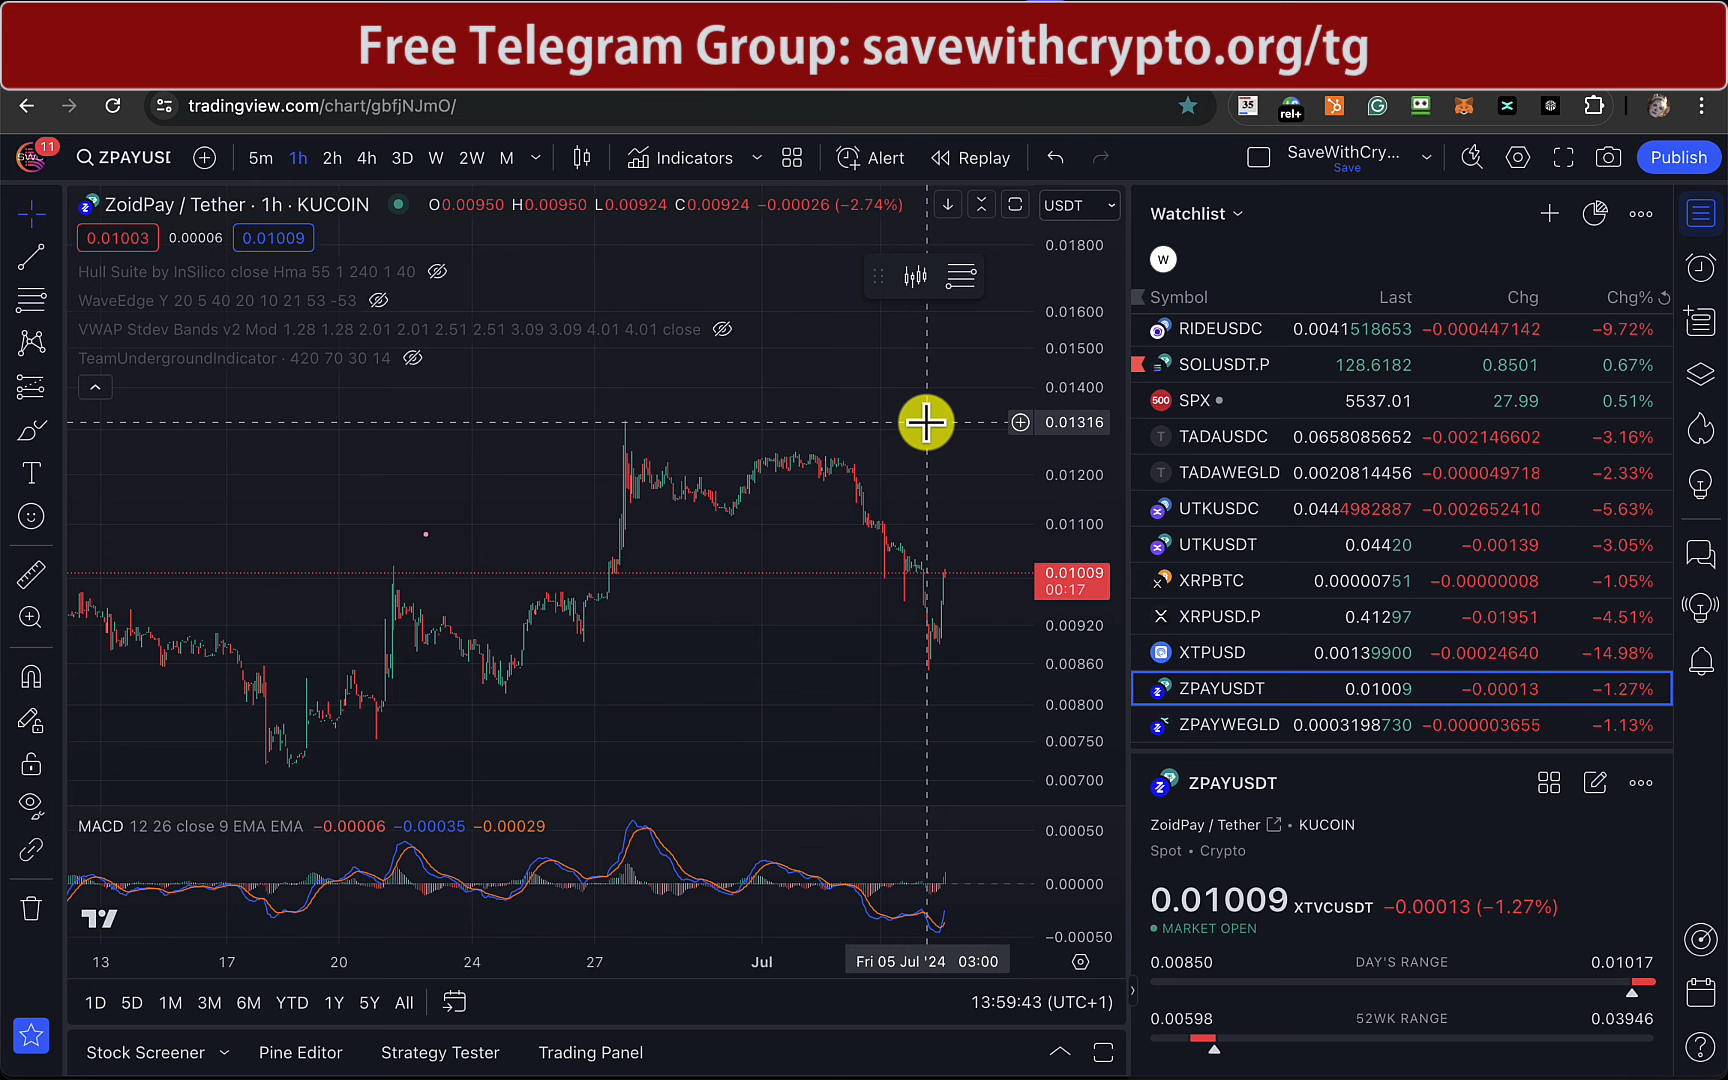 Free Telegram Group: savewithcrypto.org/tg
tradingview.com/chart/gbfjNJmO/
35
rel+
11
ZPAYUSI
5m 1h 2h 4h 3D W 2W M
Indicators
Alert
Replay
SaveWithCry...
Save
Publish
ZoidPay / Tether · 1h · KUCOIN
O0.00950 H0.00950 L0.00924 C0.00924 −0.00026 (−2.74%)
USDT
0.01003 0.00006 0.01009
Hull Suite by InSilico close Hma 55 1 240 1 40
WaveEdge Y 20 5 40 20 10 21 53 -53
VWAP Stdev Bands v2 Mod 1.28 1.28 2.01 2.01 2.51 2.51 3.09 3.09 4.01 4.01 close
TeamUndergroundIndicator · 420 70 30 14
0.01800
0.01600
0.01500
0.01400
0.01316
0.01200
0.01100
0.01009
00:17
0.00920
0.00860
0.00800
0.00750
0.00700
MACD 12 26 close 9 EMA EMA −0.00006 −0.00035 −0.00029
0.00050
0.00000
−0.00050
13 17 20 24 27 Jul
Fri 05 Jul '24 03:00
1D 5D 1M 3M 6M YTD 1Y 5Y All
13:59:43 (UTC+1)
Stock Screener Pine Editor Strategy Tester Trading Panel
Watchlist
W
Symbol Last Chg Chg%
RIDEUSDC 0.0041518653 −0.000447142 −9.72%
SOLUSDT.P 128.6182 0.8501 0.67%
500 SPX 5537.01 27.99 0.51%
T TADAUSDC 0.0658085652 −0.002146602 −3.16%
T TADAWEGLD 0.0020814456 −0.000049718 −2.33%
UTKUSDC 0.0444982887 −0.002652410 −5.63%
UTKUSDT 0.04420 −0.00139 −3.05%
XRPBTC 0.00000751 −0.00000008 −1.05%
XRPUSD.P 0.41297 −0.01951 −4.51%
XTPUSD 0.00139900 −0.00024640 −14.98%
ZPAYUSDT 0.01009 −0.00013 −1.27%
ZPAYWEGLD 0.0003198730 −0.000003655 −1.13%
ZPAYUSDT
ZoidPay / Tether • KUCOIN
Spot • Crypto
0.01009 XTVCUSDT −0.00013 (−1.27%)
MARKET OPEN
0.00850 DAY'S RANGE 0.01017
0.00598 52WK RANGE 0.03946